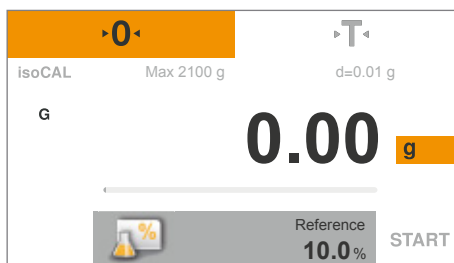 ▸0◂ ▹T◃
isoCAL Max 2100 g d=0.01 g
G
0.00 g
%
Reference
10.0 % START